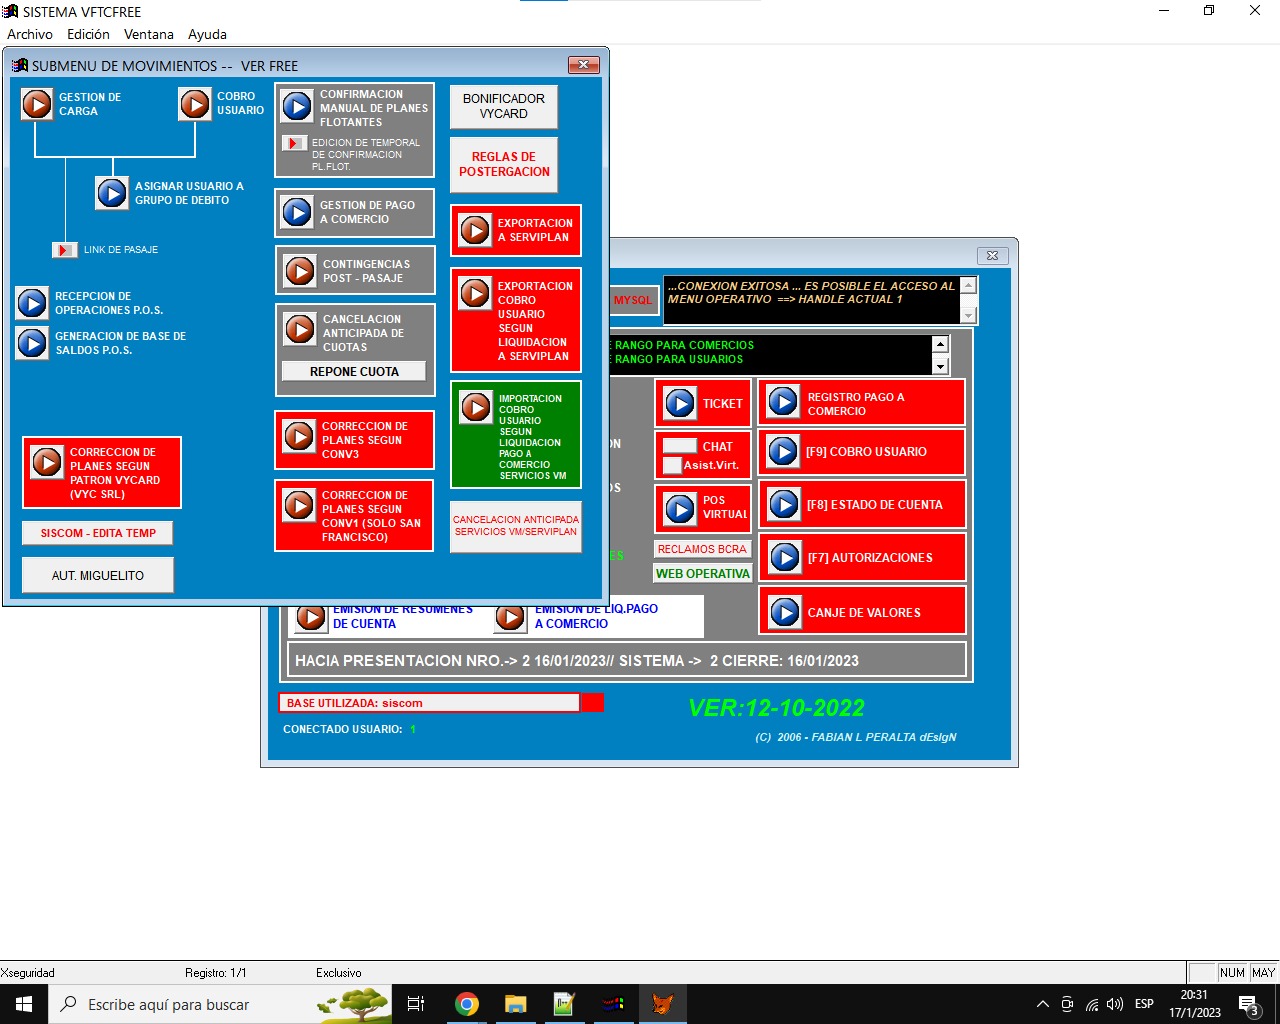 SISTEMA VFTCFREE
Archivo Edición Ventana Ayuda
SUBMENU DE MOVIMIENTOS -- VER FREE
GESTION DE
CARGA
COBRO
USUARIO
ASIGNAR USUARIO A
GRUPO DE DEBITO
LINK DE PASAJE
RECEPCION DE
OPERACIONES P.O.S.
GENERACION DE BASE DE
SALDOS P.O.S.
CORRECCION DE
PLANES SEGUN
PATRON VYCARD
(VYC SRL)
SISCOM - EDITA TEMP
AUT. MIGUELITO
CONFIRMACION
MANUAL DE PLANES
FLOTANTES
EDICION DE TEMPORAL
DE CONFIRMACION
PL.FLOT.
GESTION DE PAGO
A COMERCIO
CONTINGENCIAS
POST - PASAJE
CANCELACION
ANTICIPADA DE
CUOTAS
REPONE CUOTA
CORRECCION DE
PLANES SEGUN
CONV3
CORRECCION DE
PLANES SEGUN
CONV1 (SOLO SAN
FRANCISCO)
BONIFICADOR
VYCARD
REGLAS DE
POSTERGACION
EXPORTACION
A SERVIPLAN
EXPORTACION
COBRO
USUARIO
SEGUN
LIQUIDACION
A SERVIPLAN
IMPORTACION
COBRO
USUARIO
SEGUN
LIQUIDACION
PAGO A
COMERCIO
SERVICIOS VM
CANCELACION ANTICIPADA
SERVICIOS VM/SERVIPLAN
MYSQL
...CONEXION EXITOSA ... ES POSIBLE EL ACCESO AL
MENU OPERATIVO ==> HANDLE ACTUAL 1
E RANGO PARA COMERCIOS
E RANGO PARA USUARIOS
ON
OS
ES
TICKET
CHAT
Asist.Virt.
POS
VIRTUAL
RECLAMOS BCRA
WEB OPERATIVA
REGISTRO PAGO A
COMERCIO
[F9] COBRO USUARIO
[F8] ESTADO DE CUENTA
[F7] AUTORIZACIONES
CANJE DE VALORES
EMISION DE RESUMENES
DE CUENTA
EMISION DE LIQ.PAGO
A COMERCIO
HACIA PRESENTACION NRO.-> 2 16/01/2023// SISTEMA -> 2 CIERRE: 16/01/2023
BASE UTILIZADA: siscom
VER:12-10-2022
CONECTADO USUARIO: 1
(C) 2006 - FABIAN L PERALTA dEsIgN
Xseguridad Registro: 1/1 Exclusivo NUM MAY
Escribe aquí para buscar
ESP
20:31
17/1/2023
3